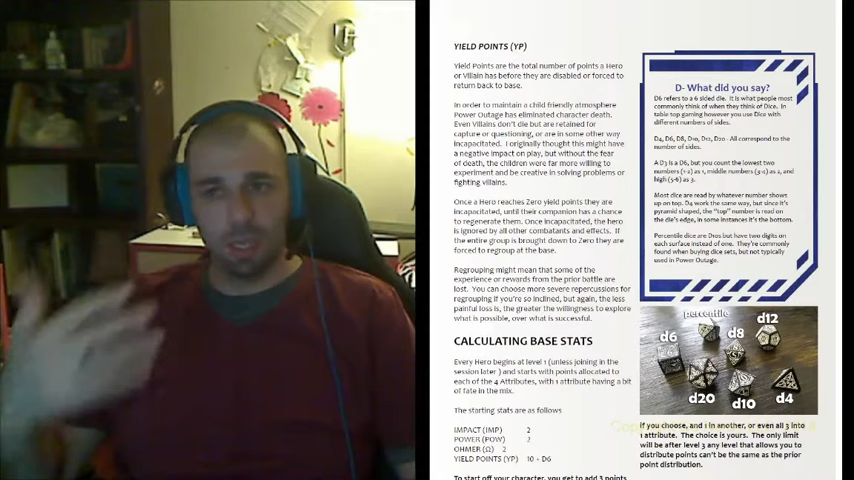 YIELD POINTS (YP)
Yield Points are the total number of points a Hero
or Villain has before they are disabled or forced to
return back to base.
In order to maintain a child friendly atmosphere
Power Outage has eliminated character death.
Even Villains don't die but are retained for
capture or questioning, or are in some other way
incapacitated. I originally thought this might have
a negative impact on play, but without the fear
of death, the children were far more willing to
experiment and be creative in solving problems or
fighting villains.
Once a Hero reaches Zero yield points they are
incapacitated, until their companion has a chance
to regenerate them. Once incapacitated, the hero
is ignored by all other combatants and effects. If
the entire group is brought down to Zero they are
forced to regroup at the base.
Regrouping might mean that some of the
experience or rewards from the prior battle are
lost. You can choose more severe repercussions for
regrouping if you're so inclined, but again, the less
painful loss is, the greater the willingness to explore
what is possible, over what is successful.
CALCULATING BASE STATS
Every Hero begins at level 1 (unless joining in the
session later ) and starts with points allocated to
each of the 4 Attributes, with 1 attribute having a bit
of fate in the mix.
The starting stats are as follows
IMPACT (IMP) 2
POWER (POW) 2
OHMER (Ω) 2
YIELD POINTS (YP) 10 + D6
To start off your character, you get to add 3 points
D- What did you say?
D6 refers to a 6 sided die. It is what people most
commonly think of when they think of Dice. In
table top gaming however you use Dice with
different numbers of sides.
D4, D6, D8, D10, D12, D20 - All correspond to the
number of sides.
A D3 is a D6, but you count the lowest two
numbers (1-2) as 1, middle numbers (3-4) as 2, and
high (5-6) as 3.
Most dice are read by whatever number shows
up on top. D4 work the same way, but since it's
pyramid shaped, the "top" number is read on
the die's edge, in some instances it's the bottom.
Percentile dice are D10s but have two digits on
each surface instead of one. They're commonly
found when buying dice sets, but not typically
used in Power Outage.
percentile
d12
d6
d8
d20
d10
d4
if you choose, and 1 in another, or even all 3 into
1 attribute. The choice is yours. The only limit
will be after level 3 any level that allows you to
distribute points can't be the same as the prior
point distribution.